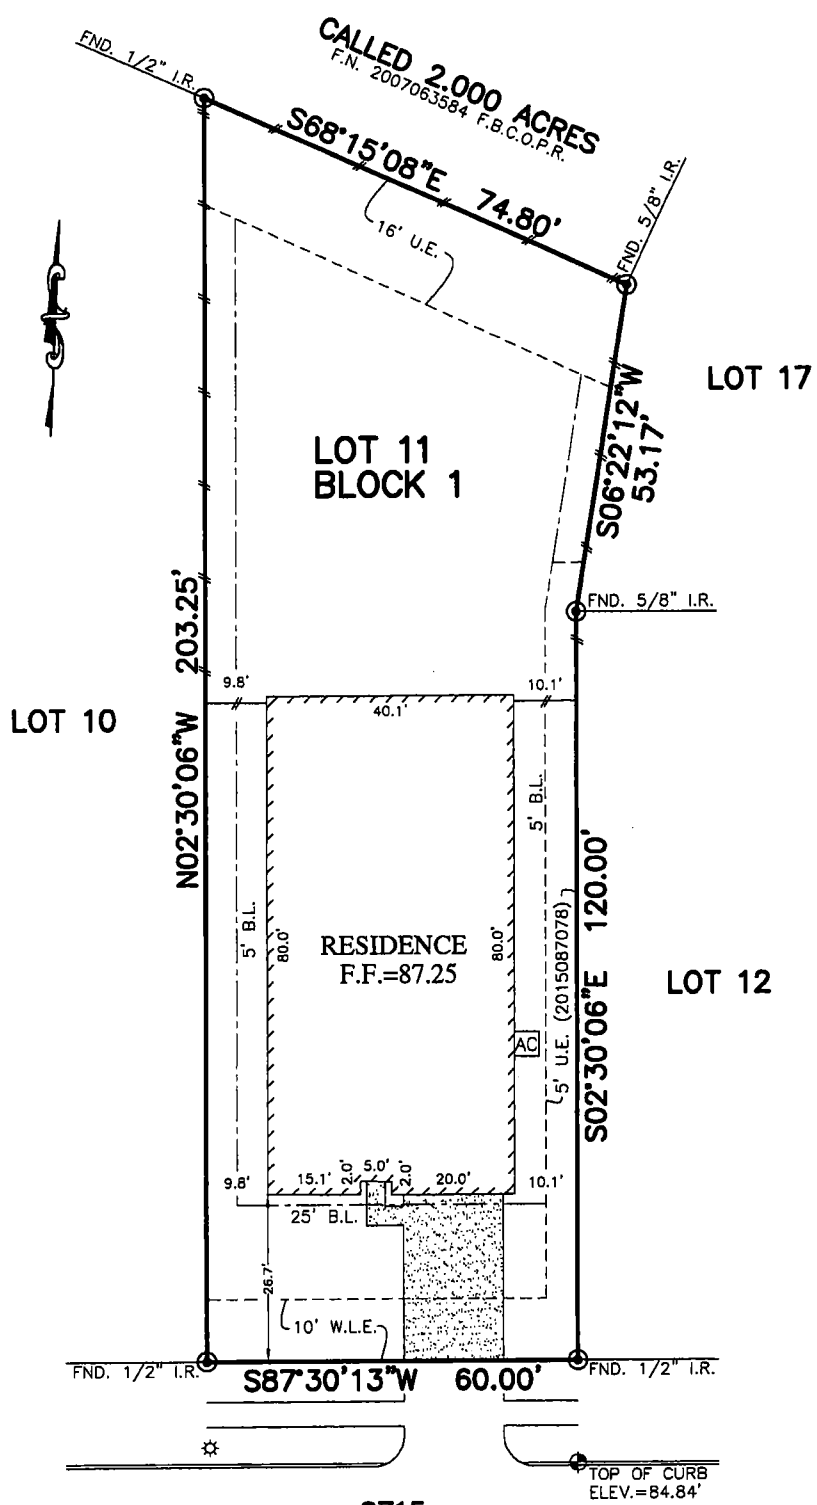 CALLED 2.000 ACRES
F.N. 2007063584 F.B.C.O.P.R.
FND. 1/2" I.R.
S68°15'08"E 74.80'
FND. 5/8" I.R.
16' U.E.
LOT 17
S06°22'12"W
53.17'
LOT 11
BLOCK 1
FND. 5/8" I.R.
N02°30'06"W 203.25'
9.8'
10.1'
40.1'
LOT 10
5' B.L.
S02°30'06"E 120.00'
5' B.L.
80.0'
RESIDENCE
F.F.=87.25
80.0'
5' U.E. (2015087078)
LOT 12
AC
9.8'
15.1'
2.0'
5.0'
2.0'
20.0'
10.1'
25' B.L.
26.7'
10' W.L.E.
FND. 1/2" I.R.
S87°30'13"W 60.00'
FND. 1/2" I.R.
TOP OF CURB
ELEV.=84.84'